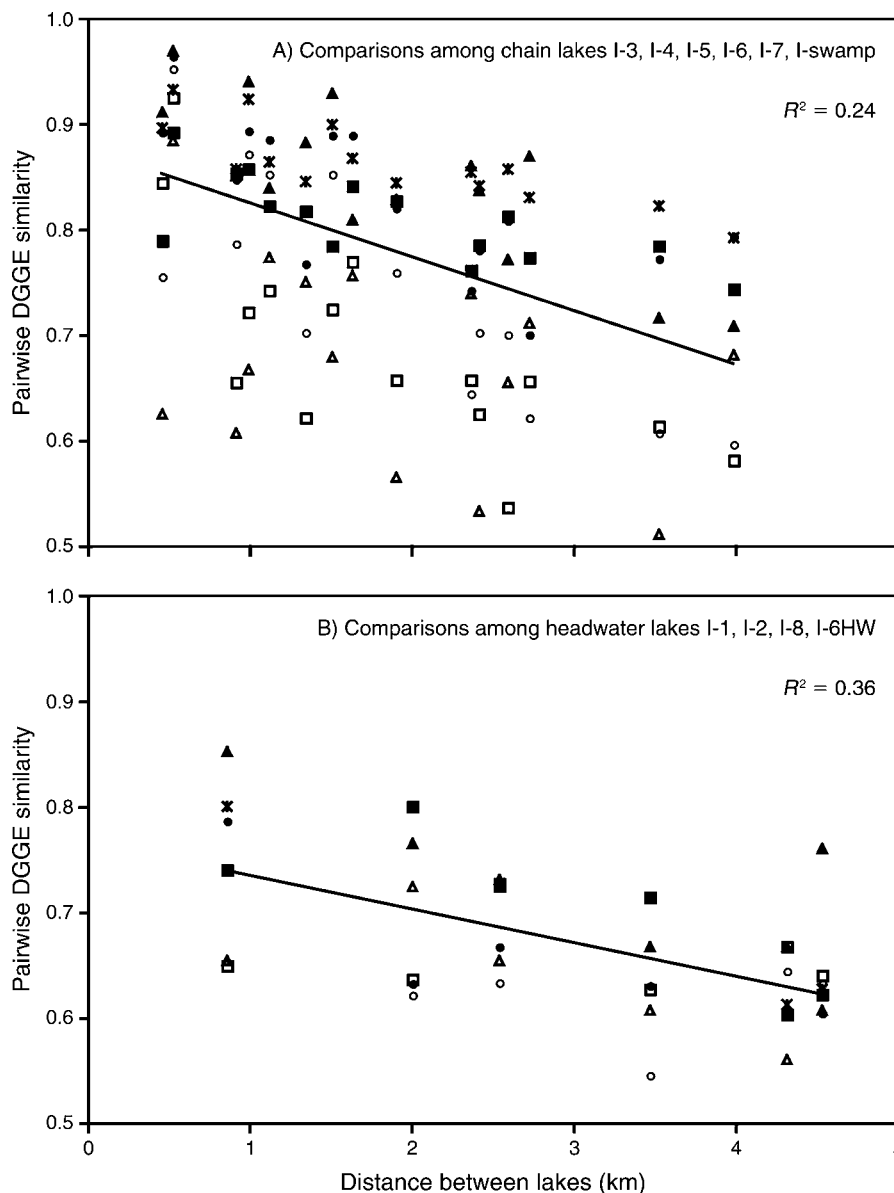 A) Comparisons among chain lakes I-3, I-4, I-5, I-6, I-7, I-swamp
R² = 0.24
Pairwise DGGE similarity
1.0
0.9
0.8
0.7
0.6
0.5
B) Comparisons among headwater lakes I-1, I-2, I-8, I-6HW
R² = 0.36
Pairwise DGGE similarity
1.0
0.9
0.8
0.7
0.6
0.5
0 1 2 3 4
Distance between lakes (km)